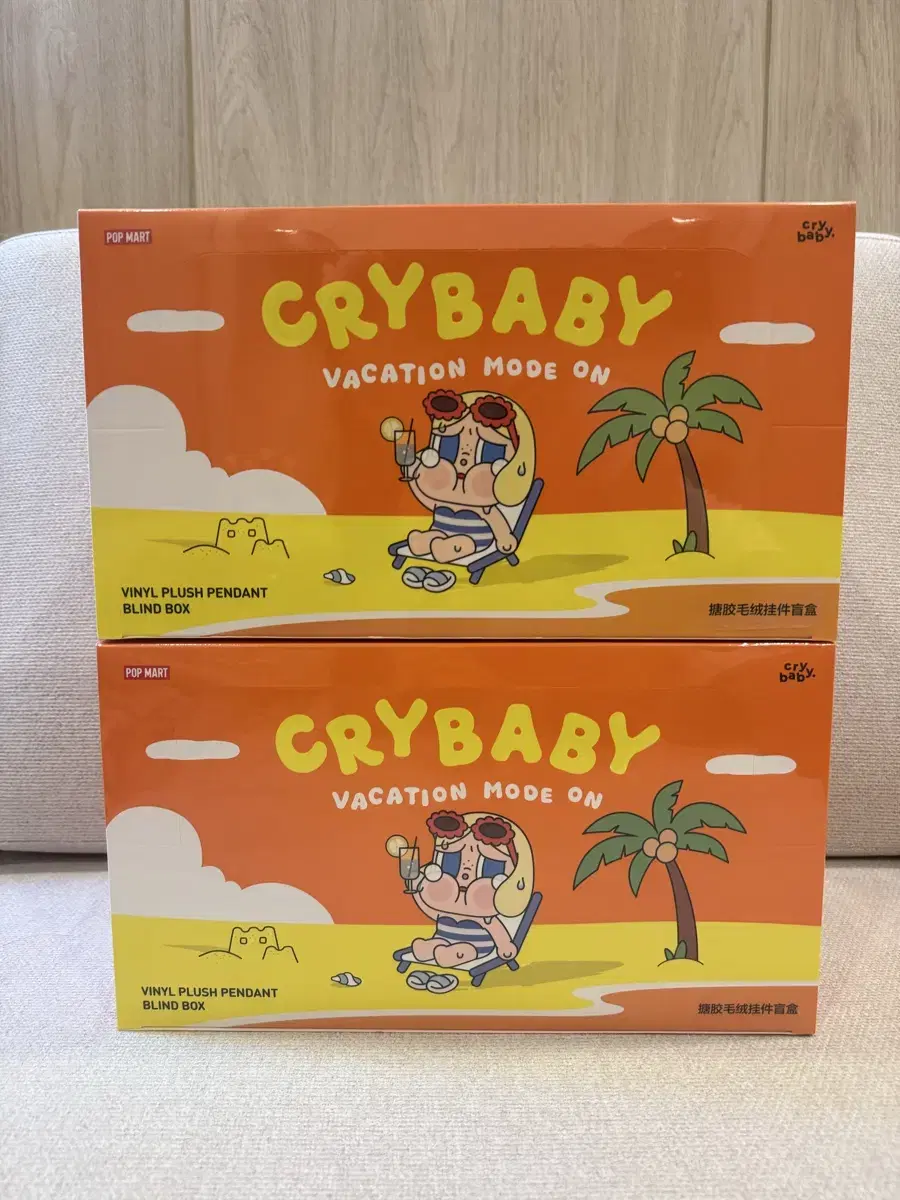 POP MART
cry
baby.
CRYBABY
VACATION MODE ON
VINYL PLUSH PENDANT
BLIND BOX
搪胶毛绒挂件盲盒
POP MART
cry
baby.
CRYBABY
VACATION MODE ON
VINYL PLUSH PENDANT
BLIND BOX
搪胶毛绒挂件盲盒